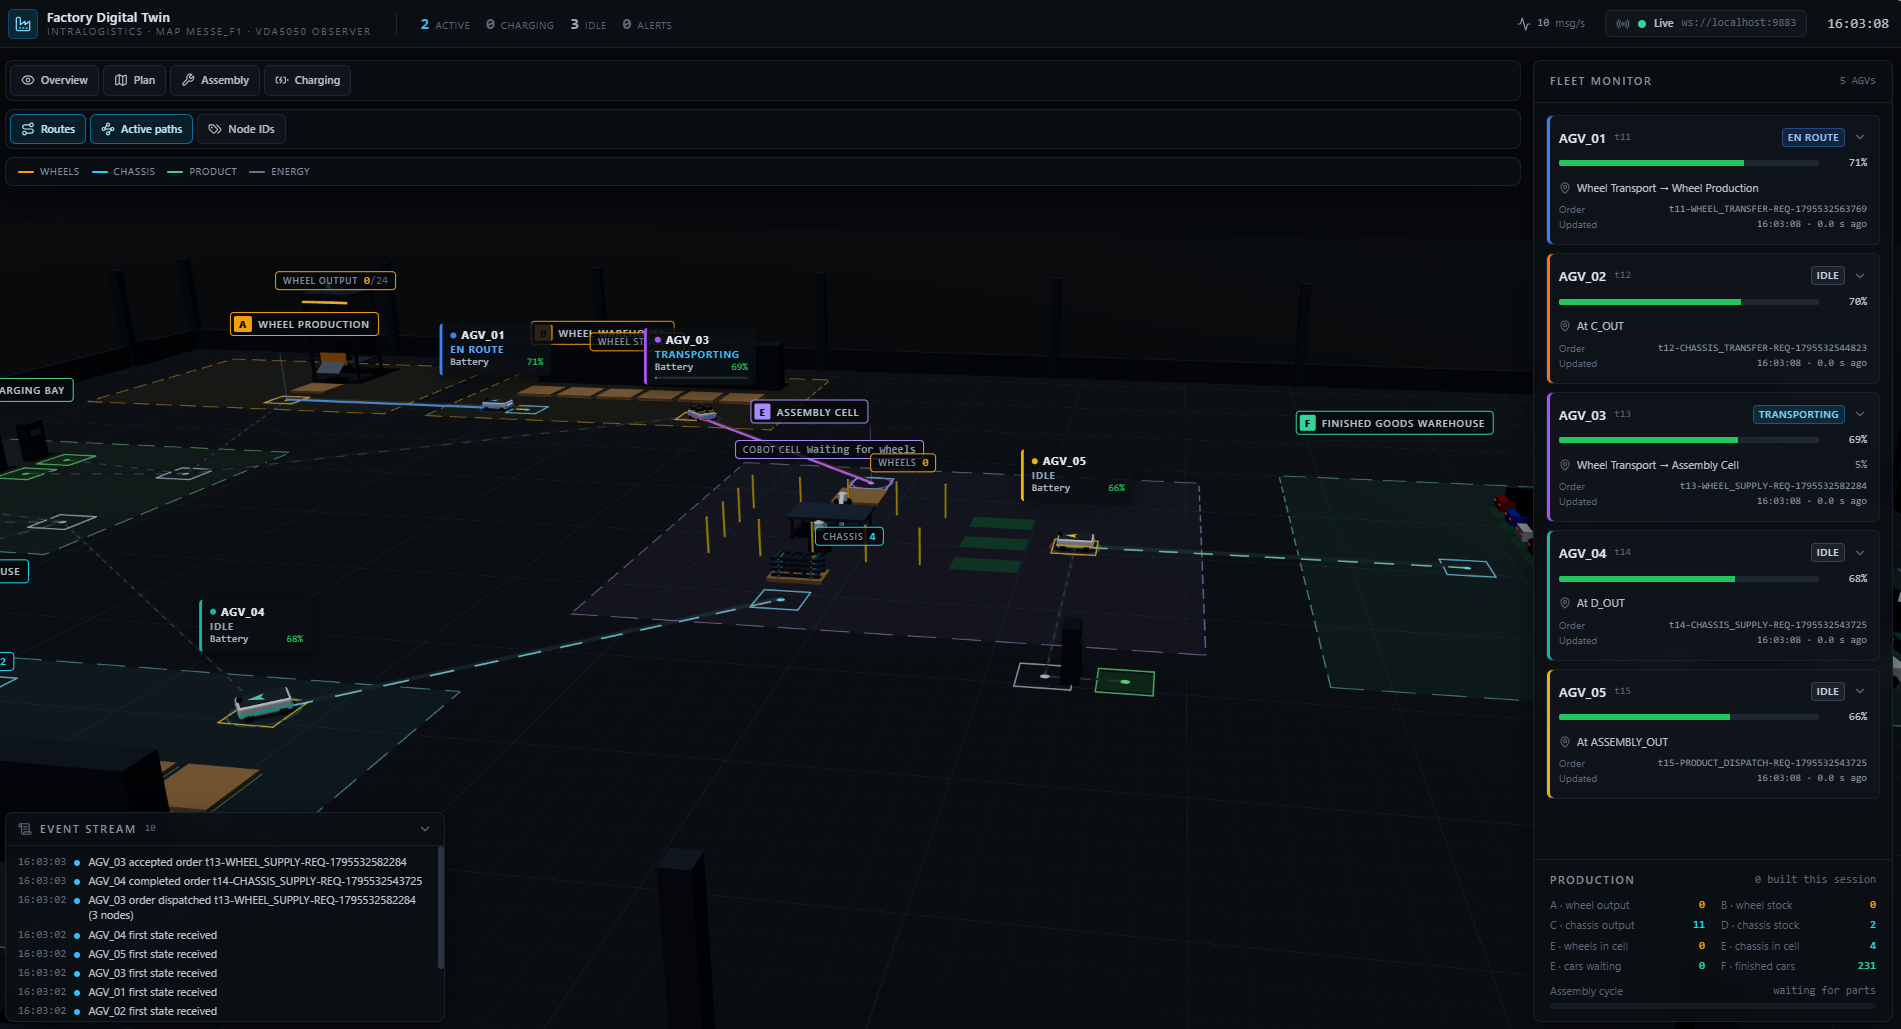 Factory Digital Twin
INTRALOGISTICS · MAP MESSE_F1 · VDA5050 OBSERVER
2 ACTIVE 0 CHARGING 3 IDLE 0 ALERTS
10 msg/s
Live ws://localhost:9883
16:03:08
Overview Plan Assembly Charging
Routes Active paths Node IDs
WHEELS CHASSIS PRODUCT ENERGY
WHEEL OUTPUT 0/24
A WHEEL PRODUCTION
AGV_01
EN ROUTE
Battery 71%
WHEEL ST
AGV_03
TRANSPORTING
Battery 69%
ARGING BAY
E ASSEMBLY CELL
F FINISHED GOODS WAREHOUSE
COBOT CELL Waiting for wheels
WHEELS 0
AGV_05
IDLE
Battery 66%
CHASSIS 4
USE
AGV_04
IDLE
Battery 68%
2
EVENT STREAM 10
16:03:03 AGV_03 accepted order t13-WHEEL_SUPPLY-REQ-1795532582284
16:03:03 AGV_04 completed order t14-CHASSIS_SUPPLY-REQ-1795532543725
16:03:02 AGV_03 order dispatched t13-WHEEL_SUPPLY-REQ-1795532582284
(3 nodes)
16:03:02 AGV_04 first state received
16:03:02 AGV_05 first state received
16:03:02 AGV_03 first state received
16:03:02 AGV_01 first state received
16:03:02 AGV_02 first state received
FLEET MONITOR 5 AGVs
AGV_01 t11 EN ROUTE
71%
Wheel Transport → Wheel Production
Order t11-WHEEL_TRANSFER-REQ-1795532563769
Updated 16:03:08 · 0.0 s ago
AGV_02 t12 IDLE
70%
At C_OUT
Order t12-CHASSIS_TRANSFER-REQ-1795532544823
Updated 16:03:08 · 0.0 s ago
AGV_03 t13 TRANSPORTING
69%
Wheel Transport → Assembly Cell 5%
Order t13-WHEEL_SUPPLY-REQ-1795532582284
Updated 16:03:08 · 0.0 s ago
AGV_04 t14 IDLE
68%
At D_OUT
Order t14-CHASSIS_SUPPLY-REQ-1795532543725
Updated 16:03:08 · 0.0 s ago
AGV_05 t15 IDLE
66%
At ASSEMBLY_OUT
Order t15-PRODUCT_DISPATCH-REQ-1795532543725
Updated 16:03:08 · 0.0 s ago
PRODUCTION 0 built this session
A · wheel output 0 B · wheel stock 0
C · chassis output 11 D · chassis stock 2
E · wheels in cell 0 E · chassis in cell 4
E · cars waiting 0 F · finished cars 231
Assembly cycle waiting for parts